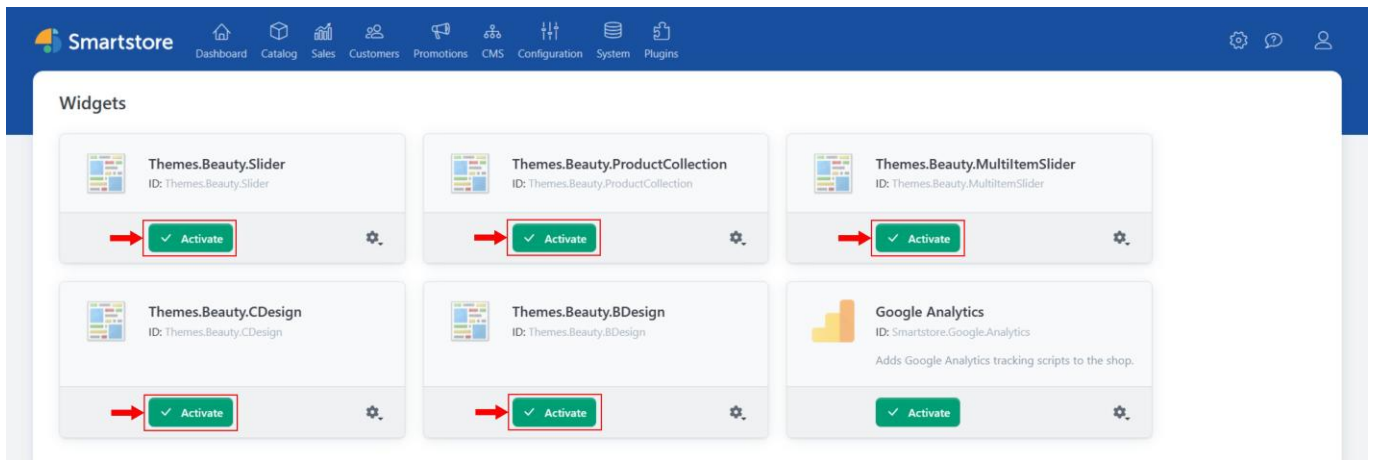 Smartstore
Dashboard
Catalog
Sales
Customers
Promotions
CMS
Configuration
System
Plugins
5
Widgets
Themes.Beauty.Slider
ID: Themes.Beauty.Slider
Activate
Themes.Beauty.ProductCollection
ID: Themes.Beauty.ProductCollection
Activate
Themes.Beauty.MultiItemSlider
ID: Themes.Beauty.MultiItemSlider
Activate
Themes.Beauty.CDesign
ID: Themes.Beauty.CDesign
Activate
Themes.Beauty.BDesign
ID: Themes.Beauty.BDesign
Activate
Google Analytics
ID: Smartstore.Google.Analytics
Adds Google Analytics tracking scripts to the shop.
Activate